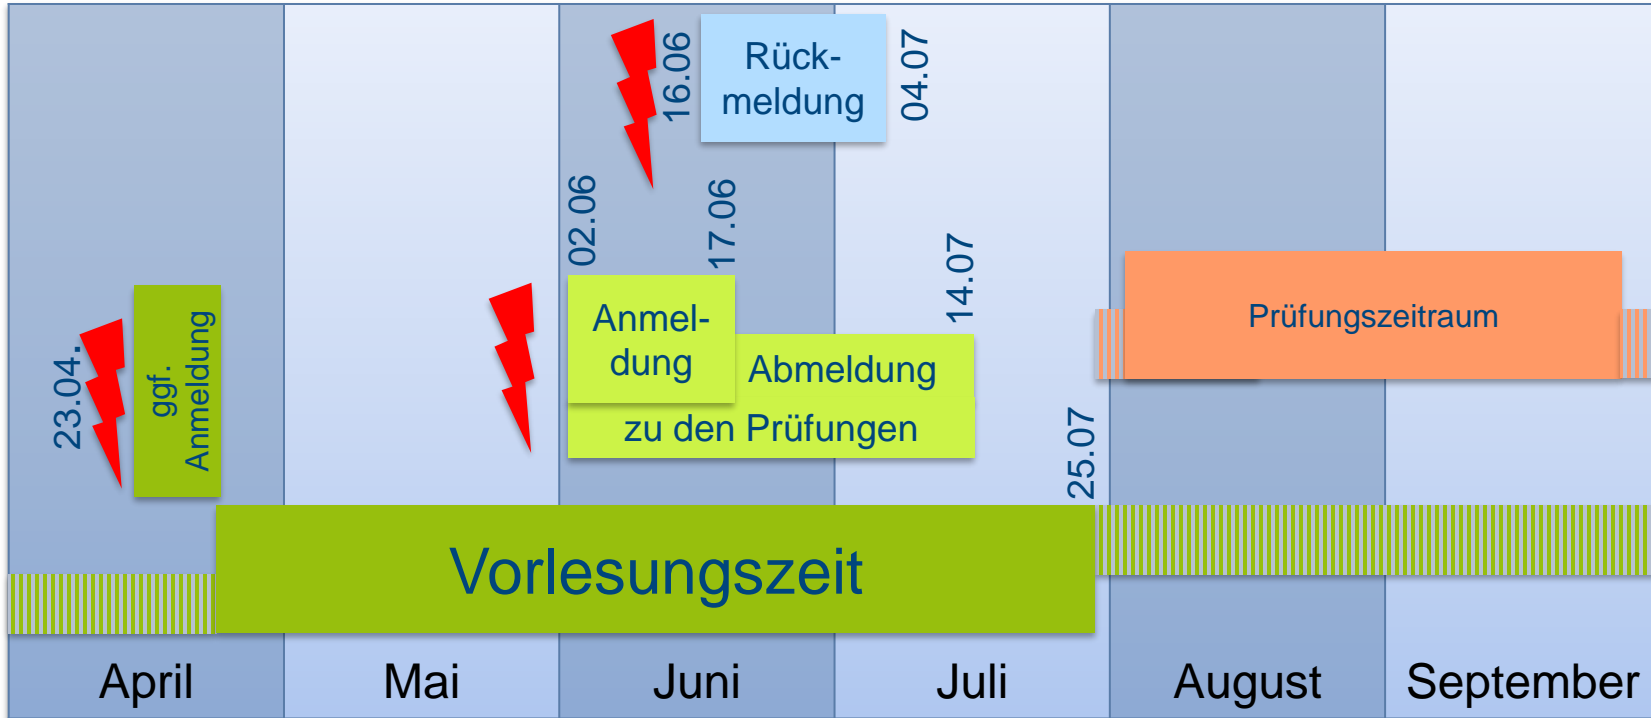 16.06
Rück-
meldung
04.07
02.06
17.06
14.07
23.04.
ggf.
Anmeldung
Anmel-
dung
Abmeldung
zu den Prüfungen
Prüfungszeitraum
25.07
Vorlesungszeit
April
Mai
Juni
Juli
August
September